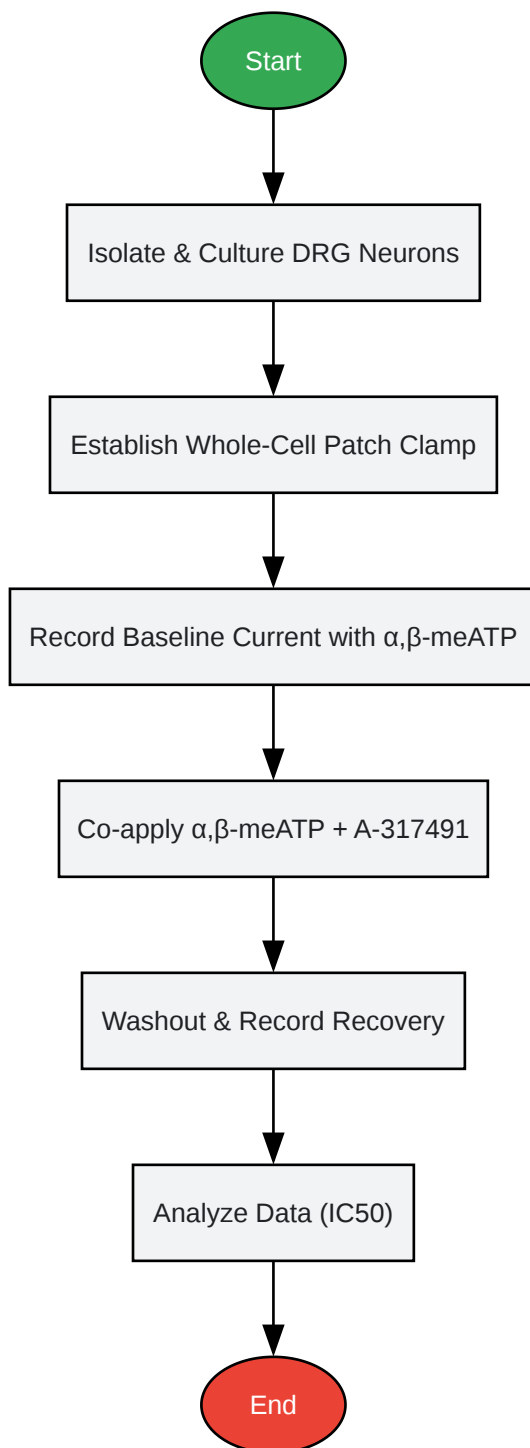 Start
Isolate & Culture DRG Neurons
Establish Whole-Cell Patch Clamp
Record Baseline Current with α,β-meATP
Co-apply α,β-meATP + A-317491
Washout & Record Recovery
Analyze Data (IC50)
End